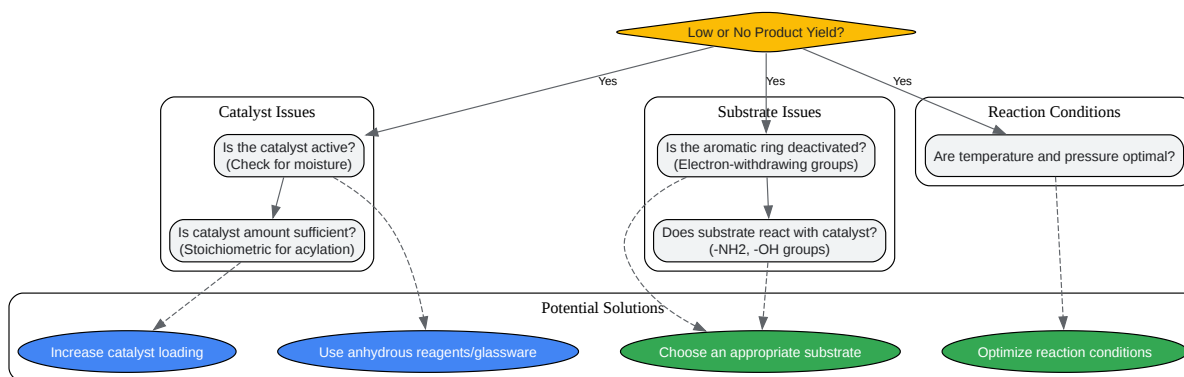 Low or No Product Yield?
Yes
Yes
Yes
Catalyst Issues
Substrate Issues
Reaction Conditions
Is the catalyst active?
(Check for moisture)
Is the aromatic ring deactivated?
(Electron-withdrawing groups)
Are temperature and pressure optimal?
Is catalyst amount sufficient?
(Stoichiometric for acylation)
Does substrate react with catalyst?
(-NH2, -OH groups)
Potential Solutions
Increase catalyst loading
Use anhydrous reagents/glassware
Choose an appropriate substrate
Optimize reaction conditions